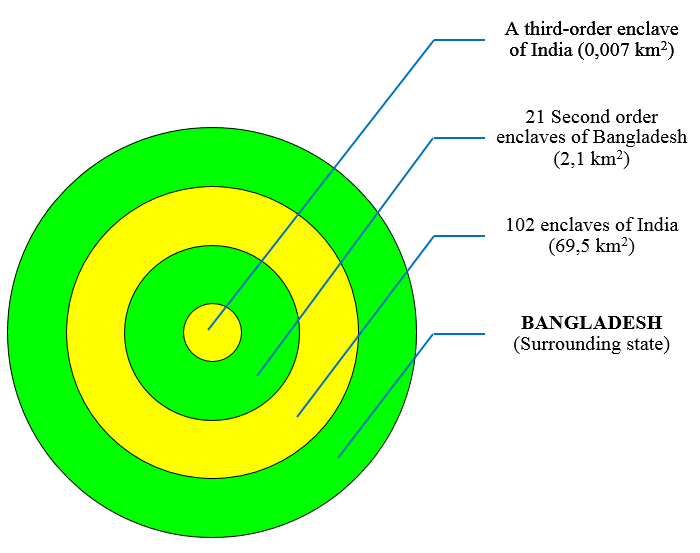 A third-order enclave
of India (0,007 km²)
21 Second order
enclaves of Bangladesh
(2,1 km²)
102 enclaves of India
(69,5 km²)
BANGLADESH
(Surrounding state)